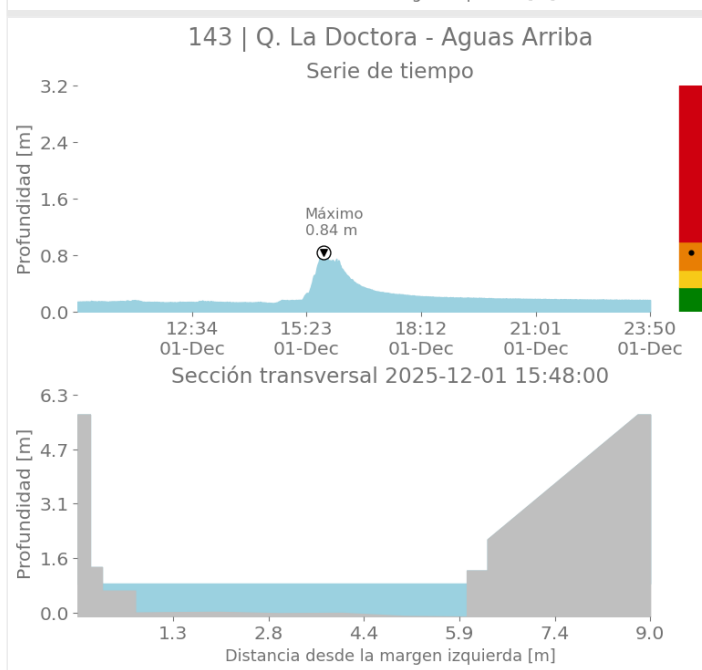 143 | Q. La Doctora - Aguas Arriba
Serie de tiempo
Profundidad [m]
3.2
2.4
1.6
0.8
0.0
Máximo
0.84 m
12:34 15:23 18:12 21:01 23:50
01-Dec 01-Dec 01-Dec 01-Dec 01-Dec
Sección transversal 2025-12-01 15:48:00
Profundidad [m]
6.3
4.7
3.1
1.6
0.0
1.3 2.8 4.4 5.9 7.4 9.0
Distancia desde la margen izquierda [m]